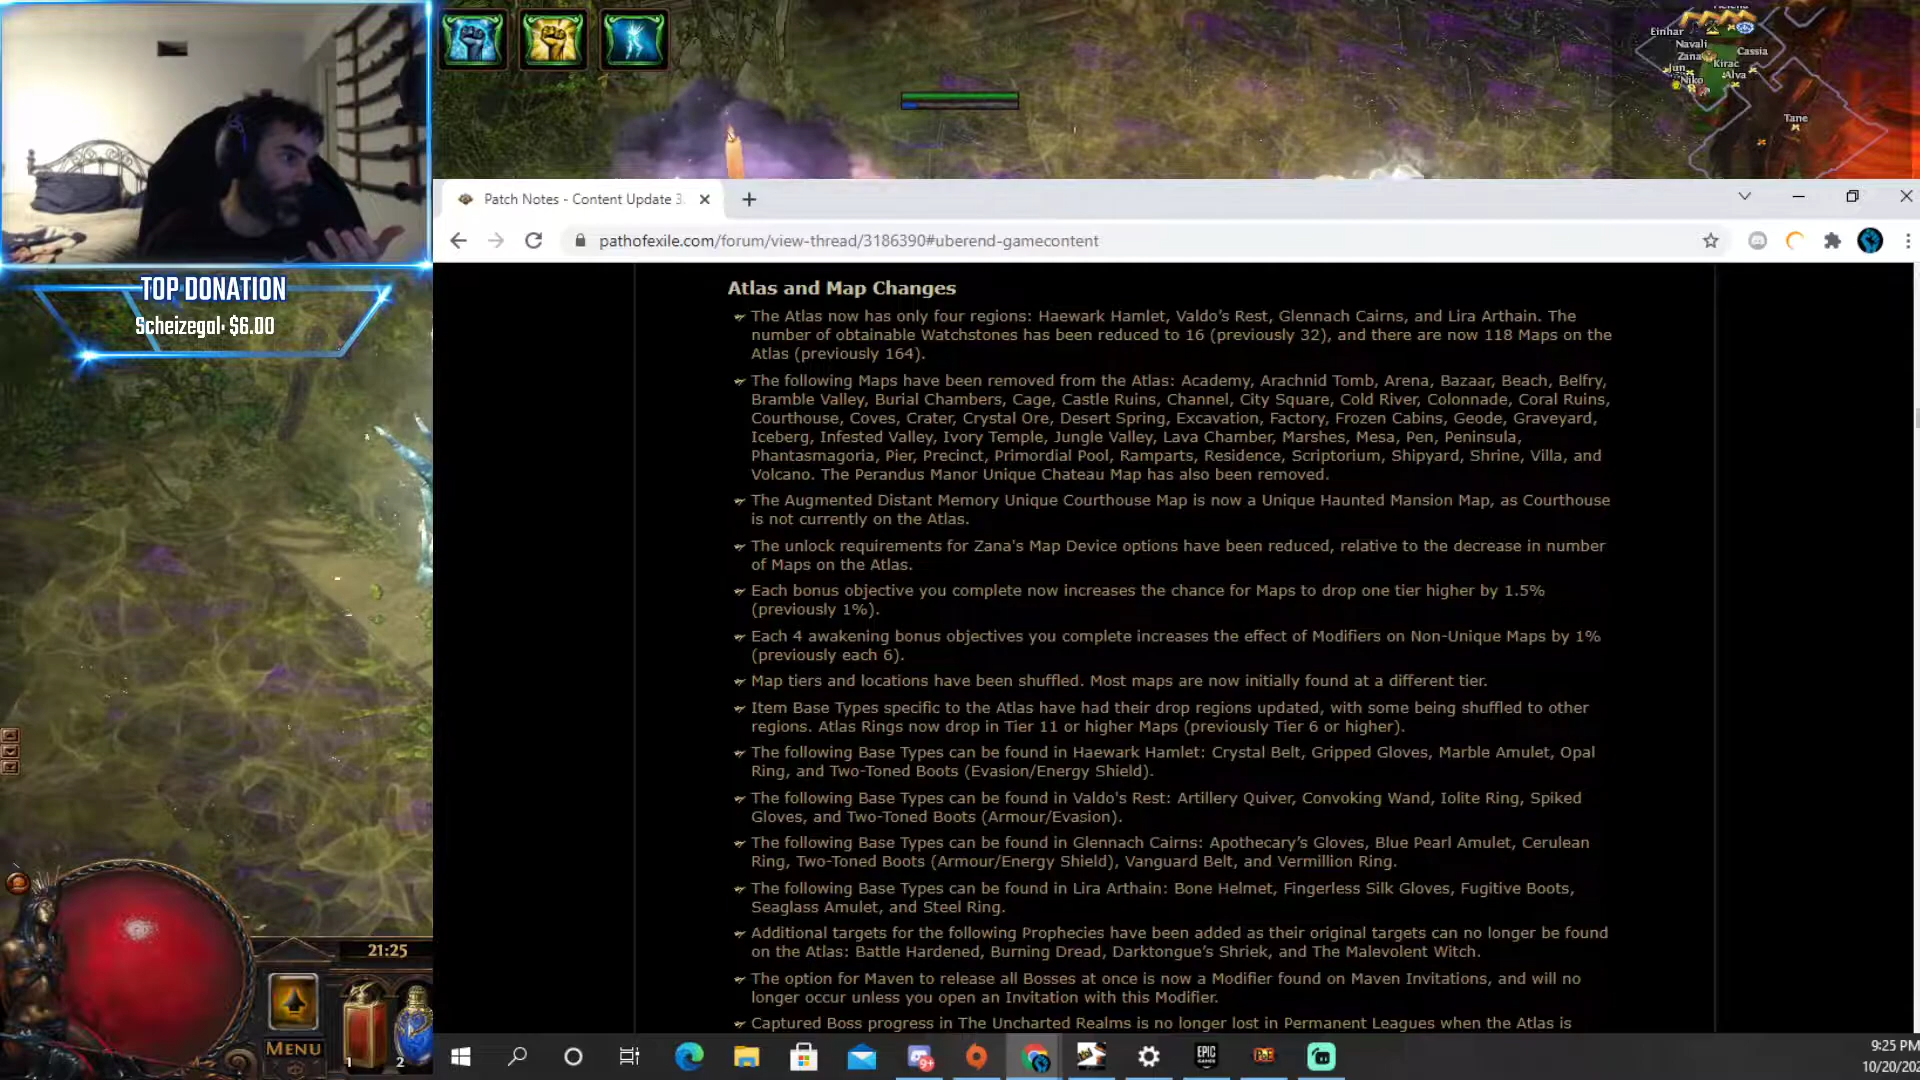 TOP DONATION
Scheizegal: $6.00
Einhar
Navali
Zana
Cassia
Kirac
Jun
Alva
Niko
Tane
Patch Notes - Content Update 3.
pathofexile.com/forum/view-thread/3186390#uberend-gamecontent
Atlas and Map Changes
The Atlas now has only four regions: Haewark Hamlet, Valdo's Rest, Glennach Cairns, and Lira Arthain. The
number of obtainable Watchstones has been reduced to 16 (previously 32), and there are now 118 Maps on the
Atlas (previously 164).
The following Maps have been removed from the Atlas: Academy, Arachnid Tomb, Arena, Bazaar, Beach, Belfry,
Bramble Valley, Burial Chambers, Cage, Castle Ruins, Channel, City Square, Cold River, Colonnade, Coral Ruins,
Courthouse, Coves, Crater, Crystal Ore, Desert Spring, Excavation, Factory, Frozen Cabins, Geode, Graveyard,
Iceberg, Infested Valley, Ivory Temple, Jungle Valley, Lava Chamber, Marshes, Mesa, Pen, Peninsula,
Phantasmagoria, Pier, Precinct, Primordial Pool, Ramparts, Residence, Scriptorium, Shipyard, Shrine, Villa, and
Volcano. The Perandus Manor Unique Chateau Map has also been removed.
The Augmented Distant Memory Unique Courthouse Map is now a Unique Haunted Mansion Map, as Courthouse
is not currently on the Atlas.
The unlock requirements for Zana's Map Device options have been reduced, relative to the decrease in number
of Maps on the Atlas.
Each bonus objective you complete now increases the chance for Maps to drop one tier higher by 1.5%
(previously 1%).
Each 4 awakening bonus objectives you complete increases the effect of Modifiers on Non-Unique Maps by 1%
(previously each 6).
Map tiers and locations have been shuffled. Most maps are now initially found at a different tier.
Item Base Types specific to the Atlas have had their drop regions updated, with some being shuffled to other
regions. Atlas Rings now drop in Tier 11 or higher Maps (previously Tier 6 or higher).
The following Base Types can be found in Haewark Hamlet: Crystal Belt, Gripped Gloves, Marble Amulet, Opal
Ring, and Two-Toned Boots (Evasion/Energy Shield).
The following Base Types can be found in Valdo's Rest: Artillery Quiver, Convoking Wand, Iolite Ring, Spiked
Gloves, and Two-Toned Boots (Armour/Evasion).
The following Base Types can be found in Glennach Cairns: Apothecary's Gloves, Blue Pearl Amulet, Cerulean
Ring, Two-Toned Boots (Armour/Energy Shield), Vanguard Belt, and Vermillion Ring.
The following Base Types can be found in Lira Arthain: Bone Helmet, Fingerless Silk Gloves, Fugitive Boots,
Seaglass Amulet, and Steel Ring.
Additional targets for the following Prophecies have been added as their original targets can no longer be found
on the Atlas: Battle Hardened, Burning Dread, Darktongue's Shriek, and The Malevolent Witch.
The option for Maven to release all Bosses at once is now a Modifier found on Maven Invitations, and will no
longer occur unless you open an Invitation with this Modifier.
Captured Boss progress in The Uncharted Realms is no longer lost in Permanent Leagues when the Atlas is
21:25
MENU
1
2
9+
EPIC
GAMES
PoE
9:25 PM
10/20/202